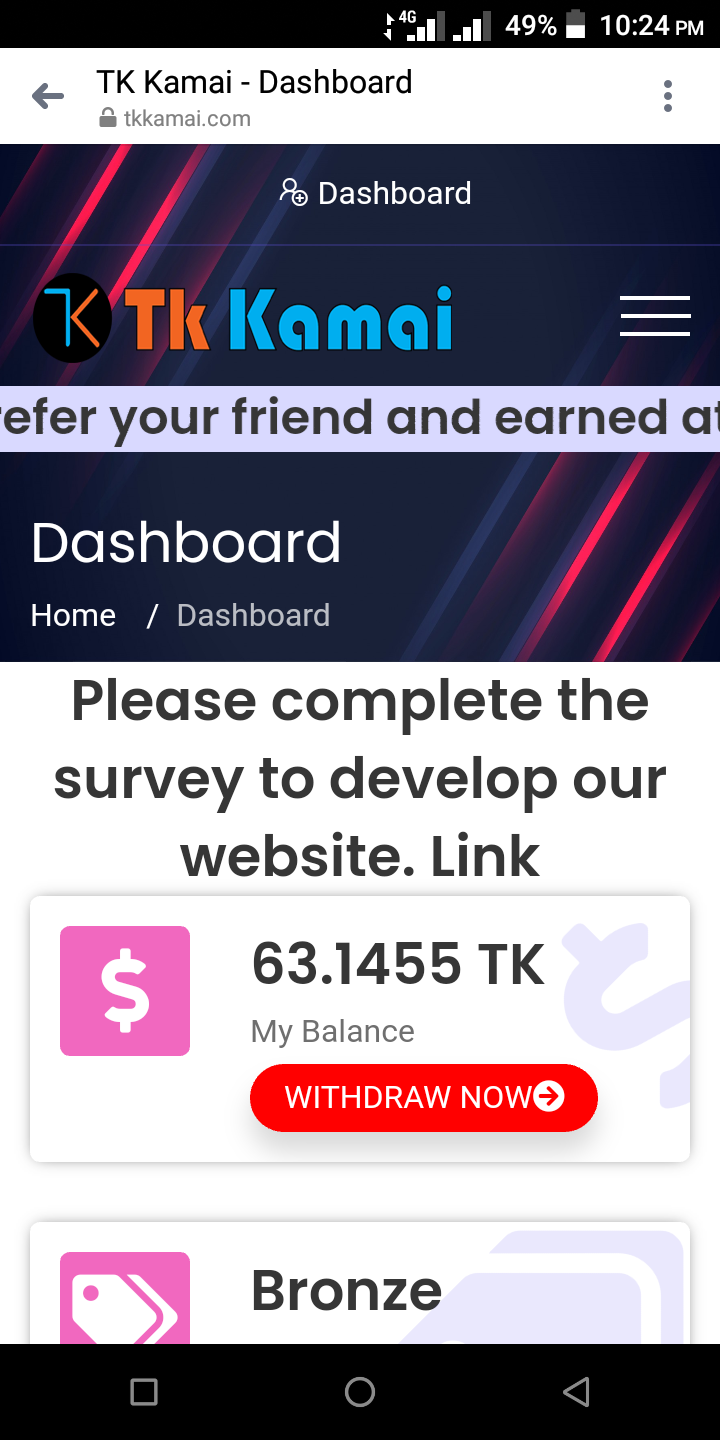 4G 49% 10:24 PM
TK Kamai - Dashboard
tkkamai.com
Dashboard
Tk Kamai
refer your friend and earned at
Dashboard
Home / Dashboard
Please complete the
survey to develop our
website. Link
63.1455 TK
My Balance
WITHDRAW NOW
Bronze